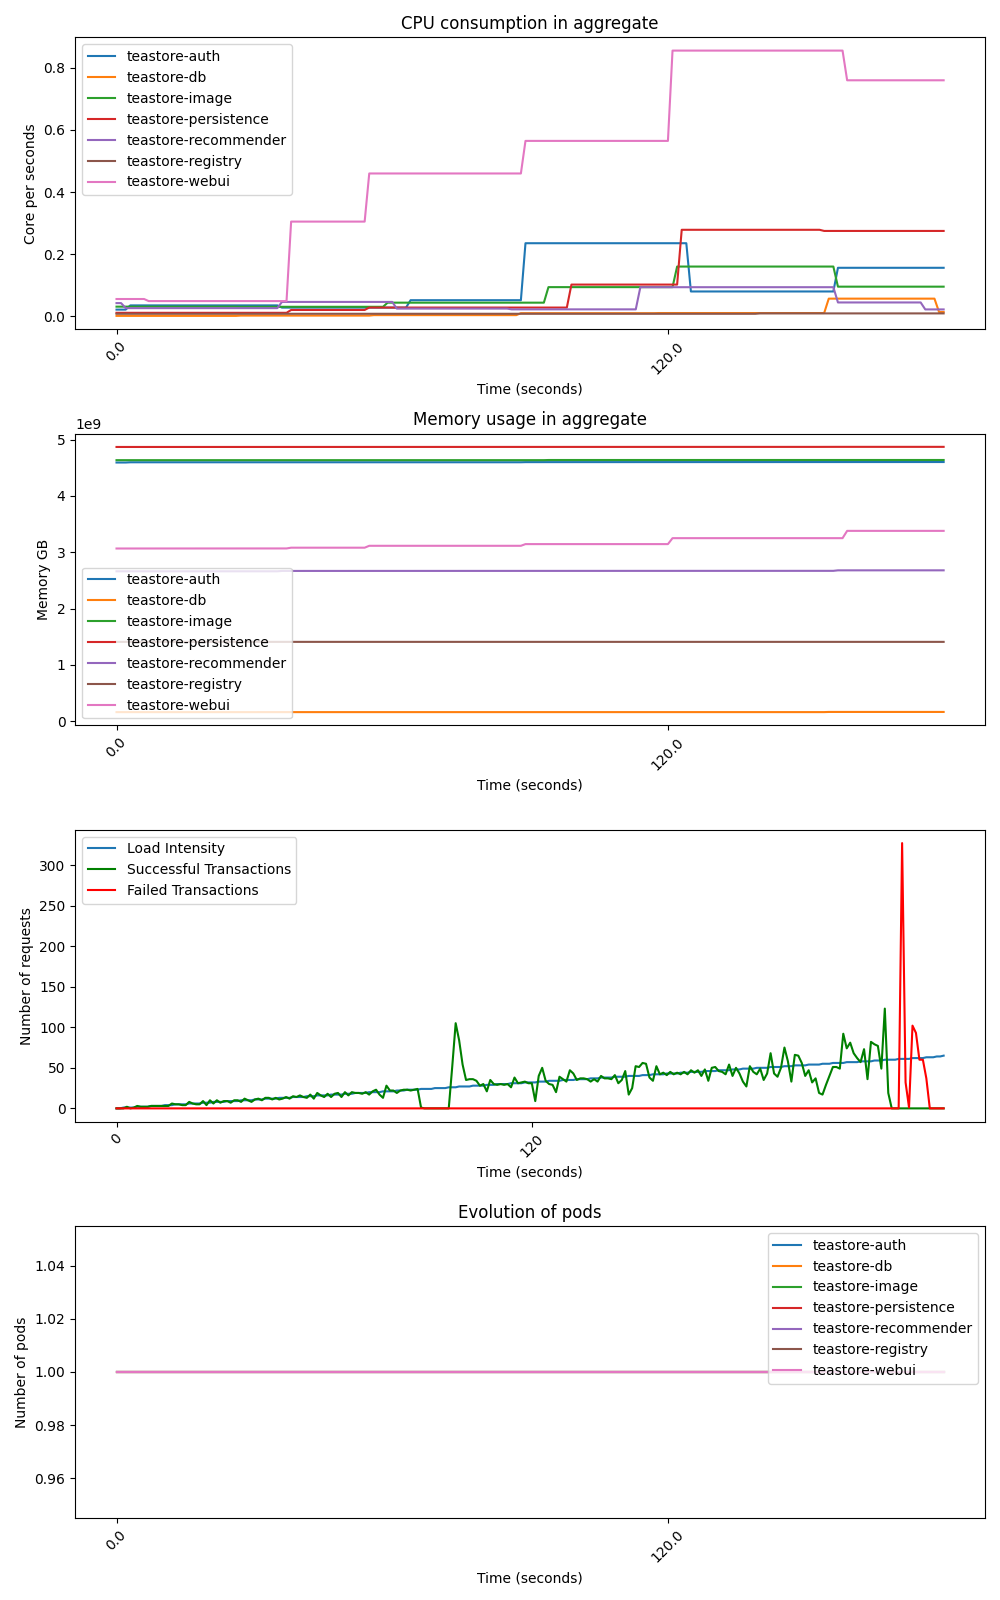 CPU consumption in aggregate
Core per seconds
0.8
0.6
0.4
0.2
0.0
teastore-auth
teastore-db
teastore-image
teastore-persistence
teastore-recommender
teastore-registry
teastore-webui
0.0
120.0
Time (seconds)
Memory usage in aggregate
1e9
Memory GB
5
4
3
2
1
0
teastore-auth
teastore-db
teastore-image
teastore-persistence
teastore-recommender
teastore-registry
teastore-webui
0.0
120.0
Time (seconds)
Number of requests
300
250
200
150
100
50
0
Load Intensity
Successful Transactions
Failed Transactions
0
120
Time (seconds)
Evolution of pods
Number of pods
1.04
1.02
1.00
0.98
0.96
teastore-auth
teastore-db
teastore-image
teastore-persistence
teastore-recommender
teastore-registry
teastore-webui
0.0
120.0
Time (seconds)